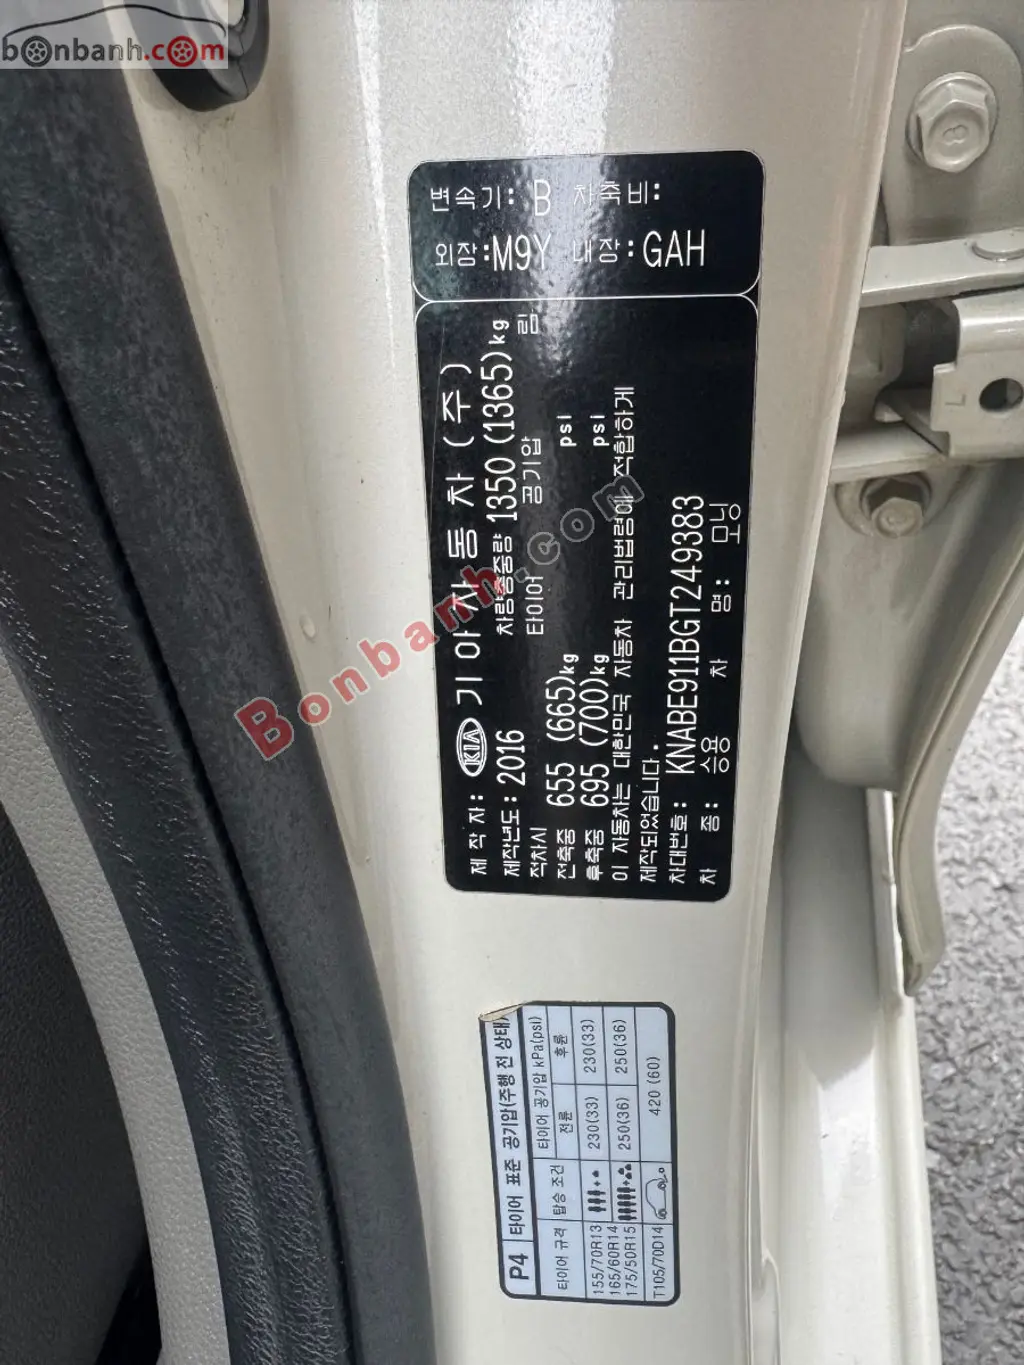 bonbanh.com
변속기: B 차축비:
외장:M9Y 내장:GAH
제 작 자: KIA 기아자동차(주)
제작년도: 2016 차량총중량 1350 (1365)kg
적차시 타이어 공기압 림
전축중 655 (665)kg psi
후축중 695 (700)kg psi
이 자동차는 대한민국 자동차 관리법령에 적합하게
제작되었습니다.
차대번호: KNABE911BGT249383
차 종: 승용 차 명: 모닝
Bonbanh.com
P4 타이어 표준 공기압(주행 전 상태)
타이어 규격 탑승 조건 타이어 공기압 kPa(psi)
전륜 후륜
155/70R13 230(33) 230(33)
165/60R14
175/50R15 250(36) 250(36)
T105/70D14 420 (60)
L
8